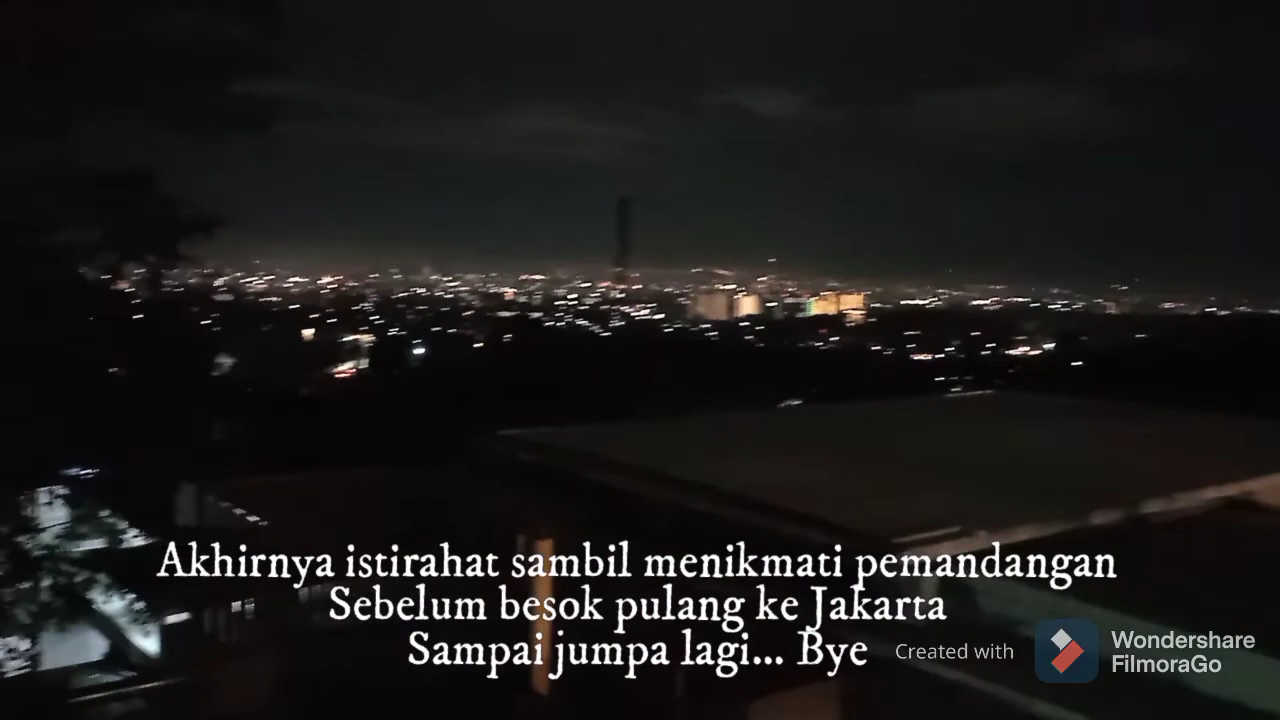 Akhirnya istirahat sambil menikmati pemandangan
Sebelum besok pulang ke Jakarta
Sampai jumpa lagi... Bye
Created with
Wondershare
FilmoraGo